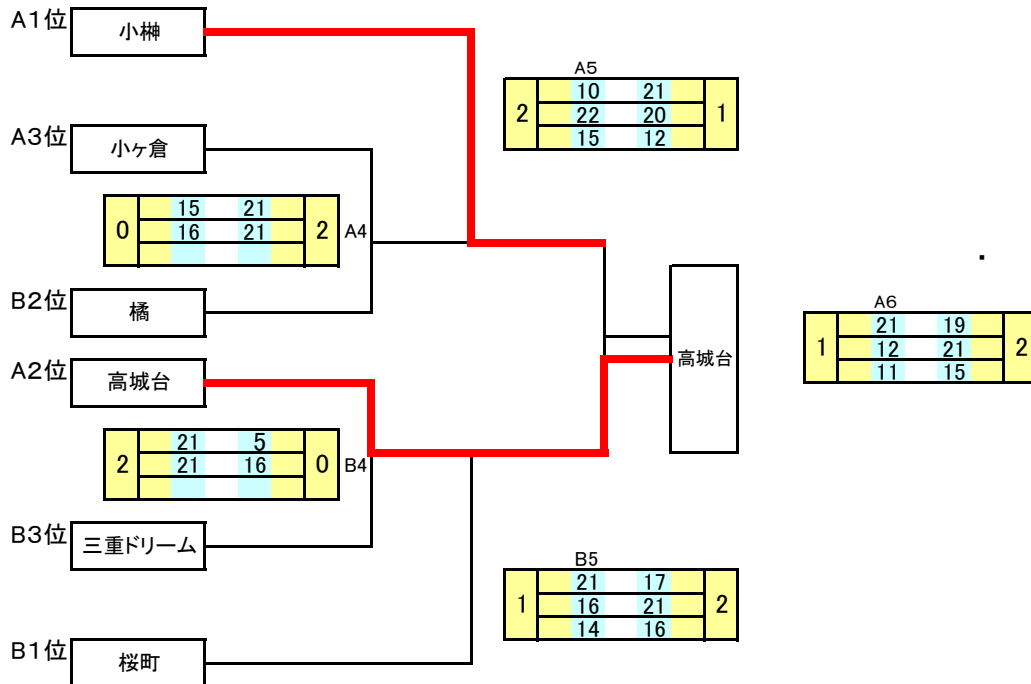 A1位 小榊
A5
10 21
2 22 20 1
15 12
A3位 小ヶ倉
15 21
0 16 21 2 A4
B2位 橘
A6
21 19
1 12 21 2
11 15
高城台
A2位 高城台
21 5
2 21 16 0 B4
B3位 三重ドリーム
B5
21 17
1 16 21 2
14 16
B1位 桜町